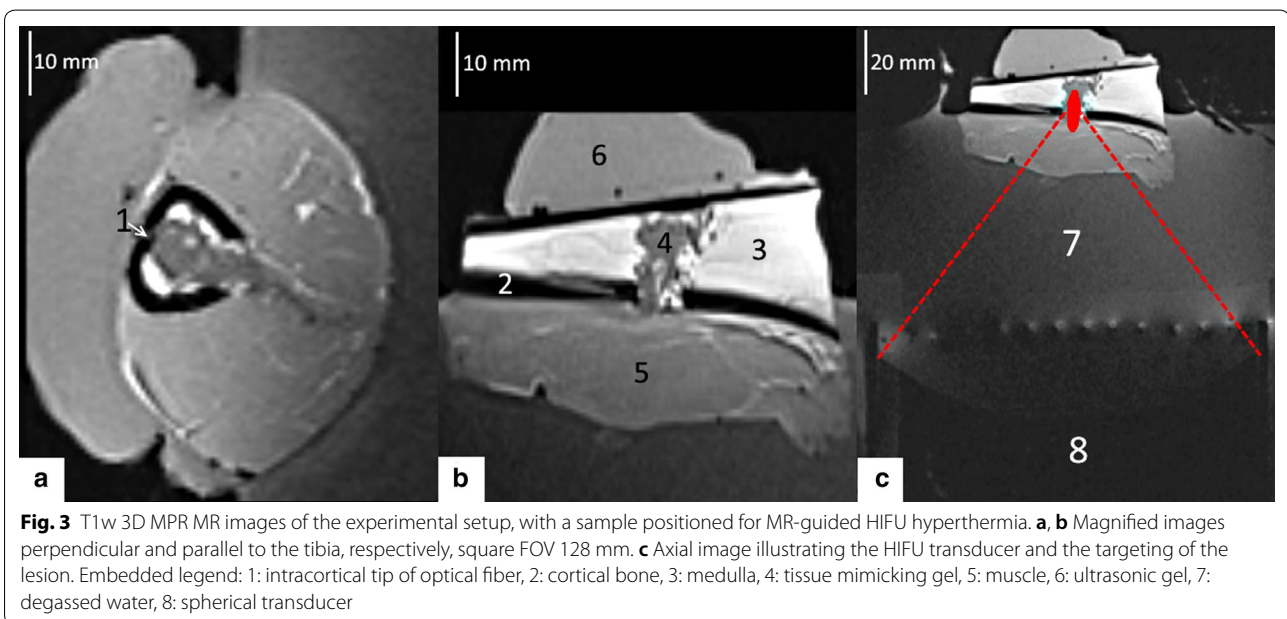 10 mm
10 mm
20 mm
1
6
4
3
2
5
7
8
a
b
c
Fig. 3 T1w 3D MPR MR images of the experimental setup, with a sample positioned for MR-guided HIFU hyperthermia. a, b Magnified images
perpendicular and parallel to the tibia, respectively, square FOV 128 mm. c Axial image illustrating the HIFU transducer and the targeting of the
lesion. Embedded legend: 1: intracortical tip of optical fiber, 2: cortical bone, 3: medulla, 4: tissue mimicking gel, 5: muscle, 6: ultrasonic gel, 7:
degassed water, 8: spherical transducer